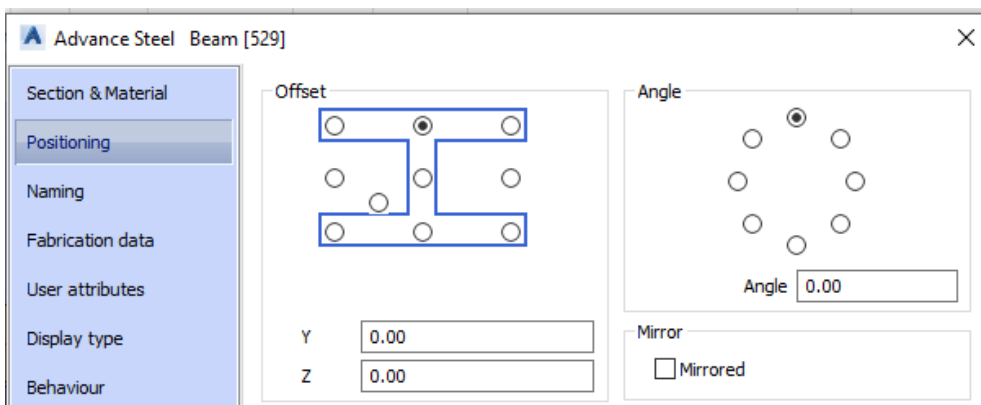 Advance Steel Beam [529]
Section & Material
Positioning
Naming
Fabrication data
User attributes
Display type
Behaviour
Offset
Y 0.00
Z 0.00
Angle
Angle 0.00
Mirror
Mirrored